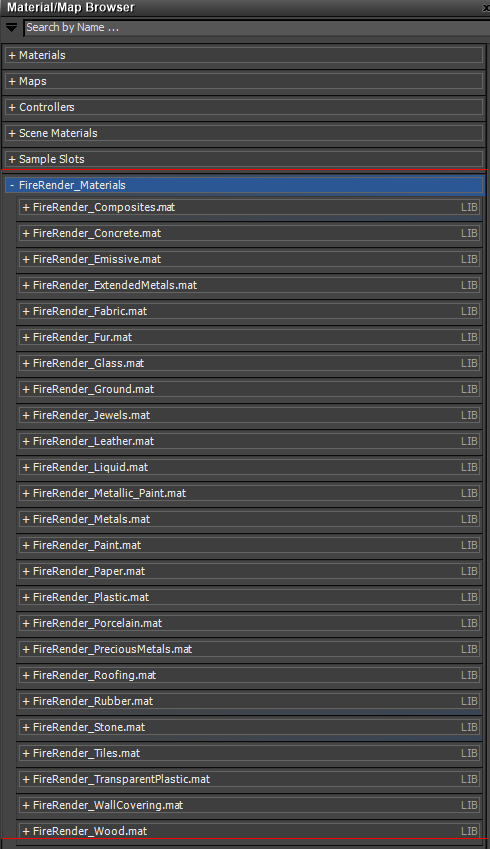 Material/Map Browser x
Search by Name ...
+ Materials
+ Maps
+ Controllers
+ Scene Materials
+ Sample Slots
- FireRender_Materials
+ FireRender_Composites.mat LIB
+ FireRender_Concrete.mat LIB
+ FireRender_Emissive.mat LIB
+ FireRender_ExtendedMetals.mat LIB
+ FireRender_Fabric.mat LIB
+ FireRender_Fur.mat LIB
+ FireRender_Glass.mat LIB
+ FireRender_Ground.mat LIB
+ FireRender_Jewels.mat LIB
+ FireRender_Leather.mat LIB
+ FireRender_Liquid.mat LIB
+ FireRender_Metallic_Paint.mat LIB
+ FireRender_Metals.mat LIB
+ FireRender_Paint.mat LIB
+ FireRender_Paper.mat LIB
+ FireRender_Plastic.mat LIB
+ FireRender_Porcelain.mat LIB
+ FireRender_PreciousMetals.mat LIB
+ FireRender_Roofing.mat LIB
+ FireRender_Rubber.mat LIB
+ FireRender_Stone.mat LIB
+ FireRender_Tiles.mat LIB
+ FireRender_TransparentPlastic.mat LIB
+ FireRender_WallCovering.mat LIB
+ FireRender_Wood.mat LIB